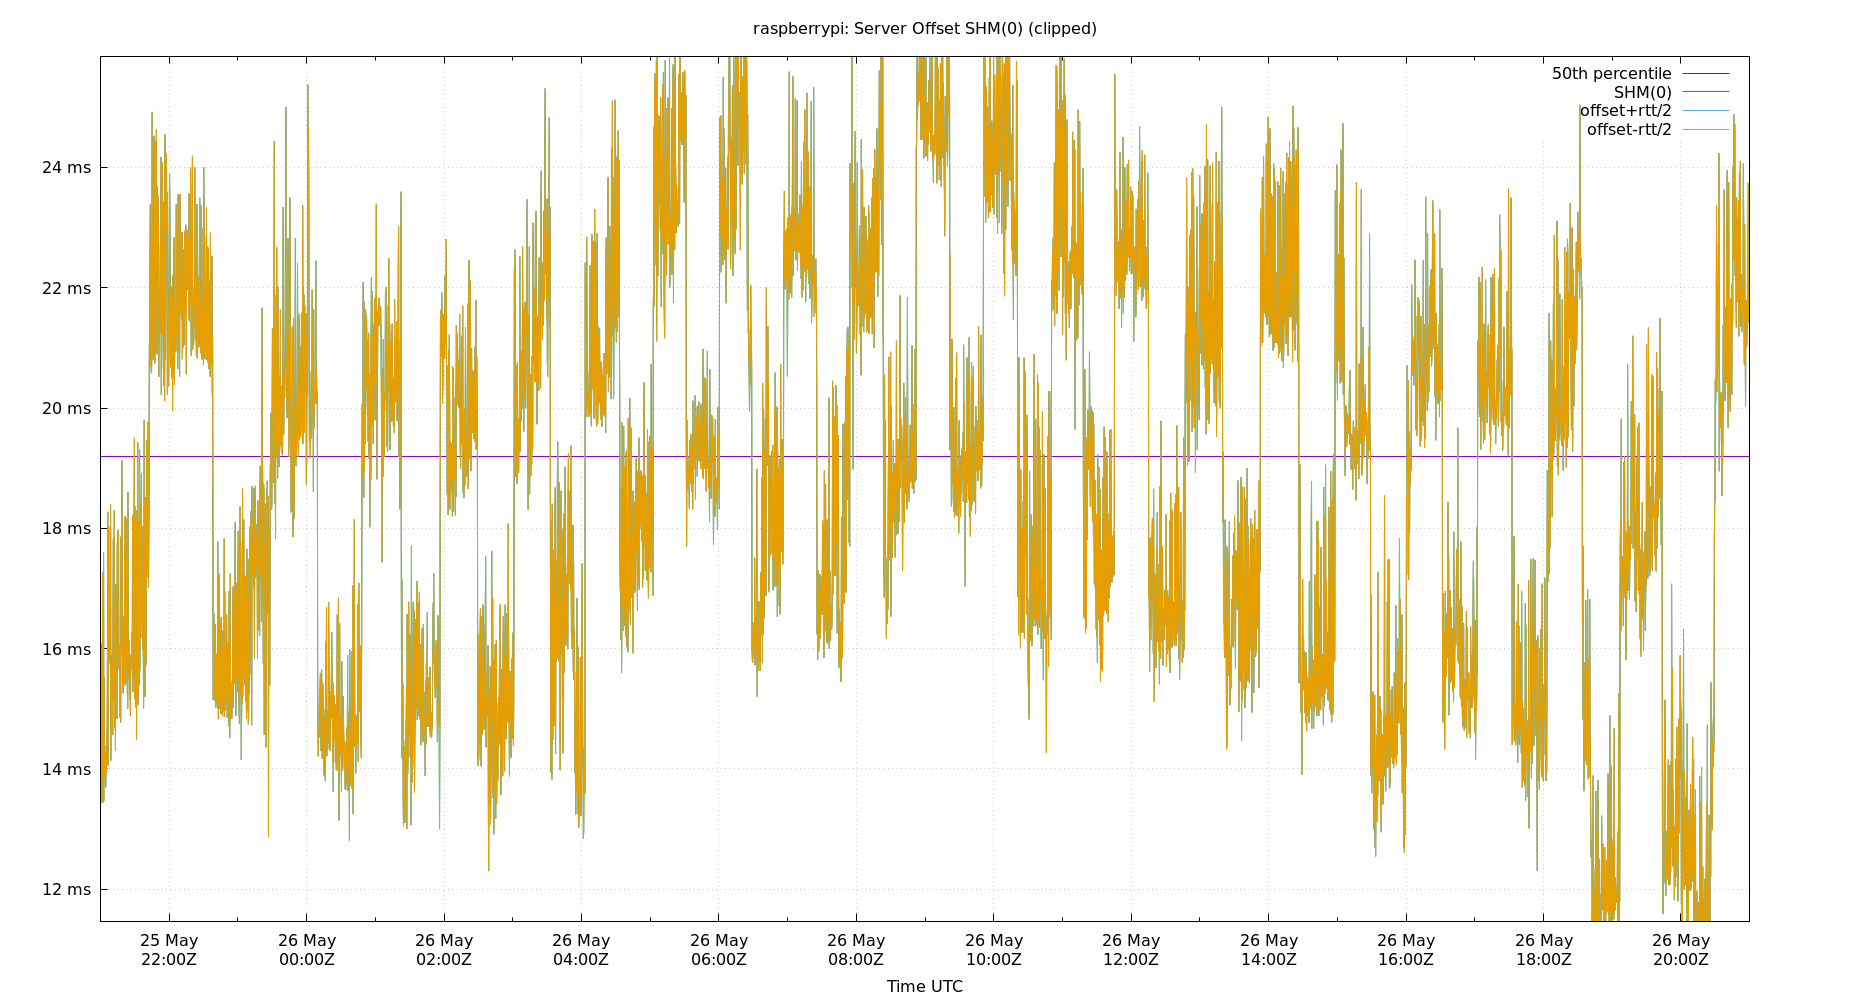 raspberrypi: Server Offset SHM(0) (clipped)
50th percentile
SHM(0)
offset+rtt/2
offset-rtt/2
24 ms
22 ms
20 ms
18 ms
16 ms
14 ms
12 ms
25 May 26 May 26 May 26 May 26 May 26 May 26 May 26 May 26 May 26 May 26 May 26 May
22:00Z 00:00Z 02:00Z 04:00Z 06:00Z 08:00Z 10:00Z 12:00Z 14:00Z 16:00Z 18:00Z 20:00Z
Time UTC